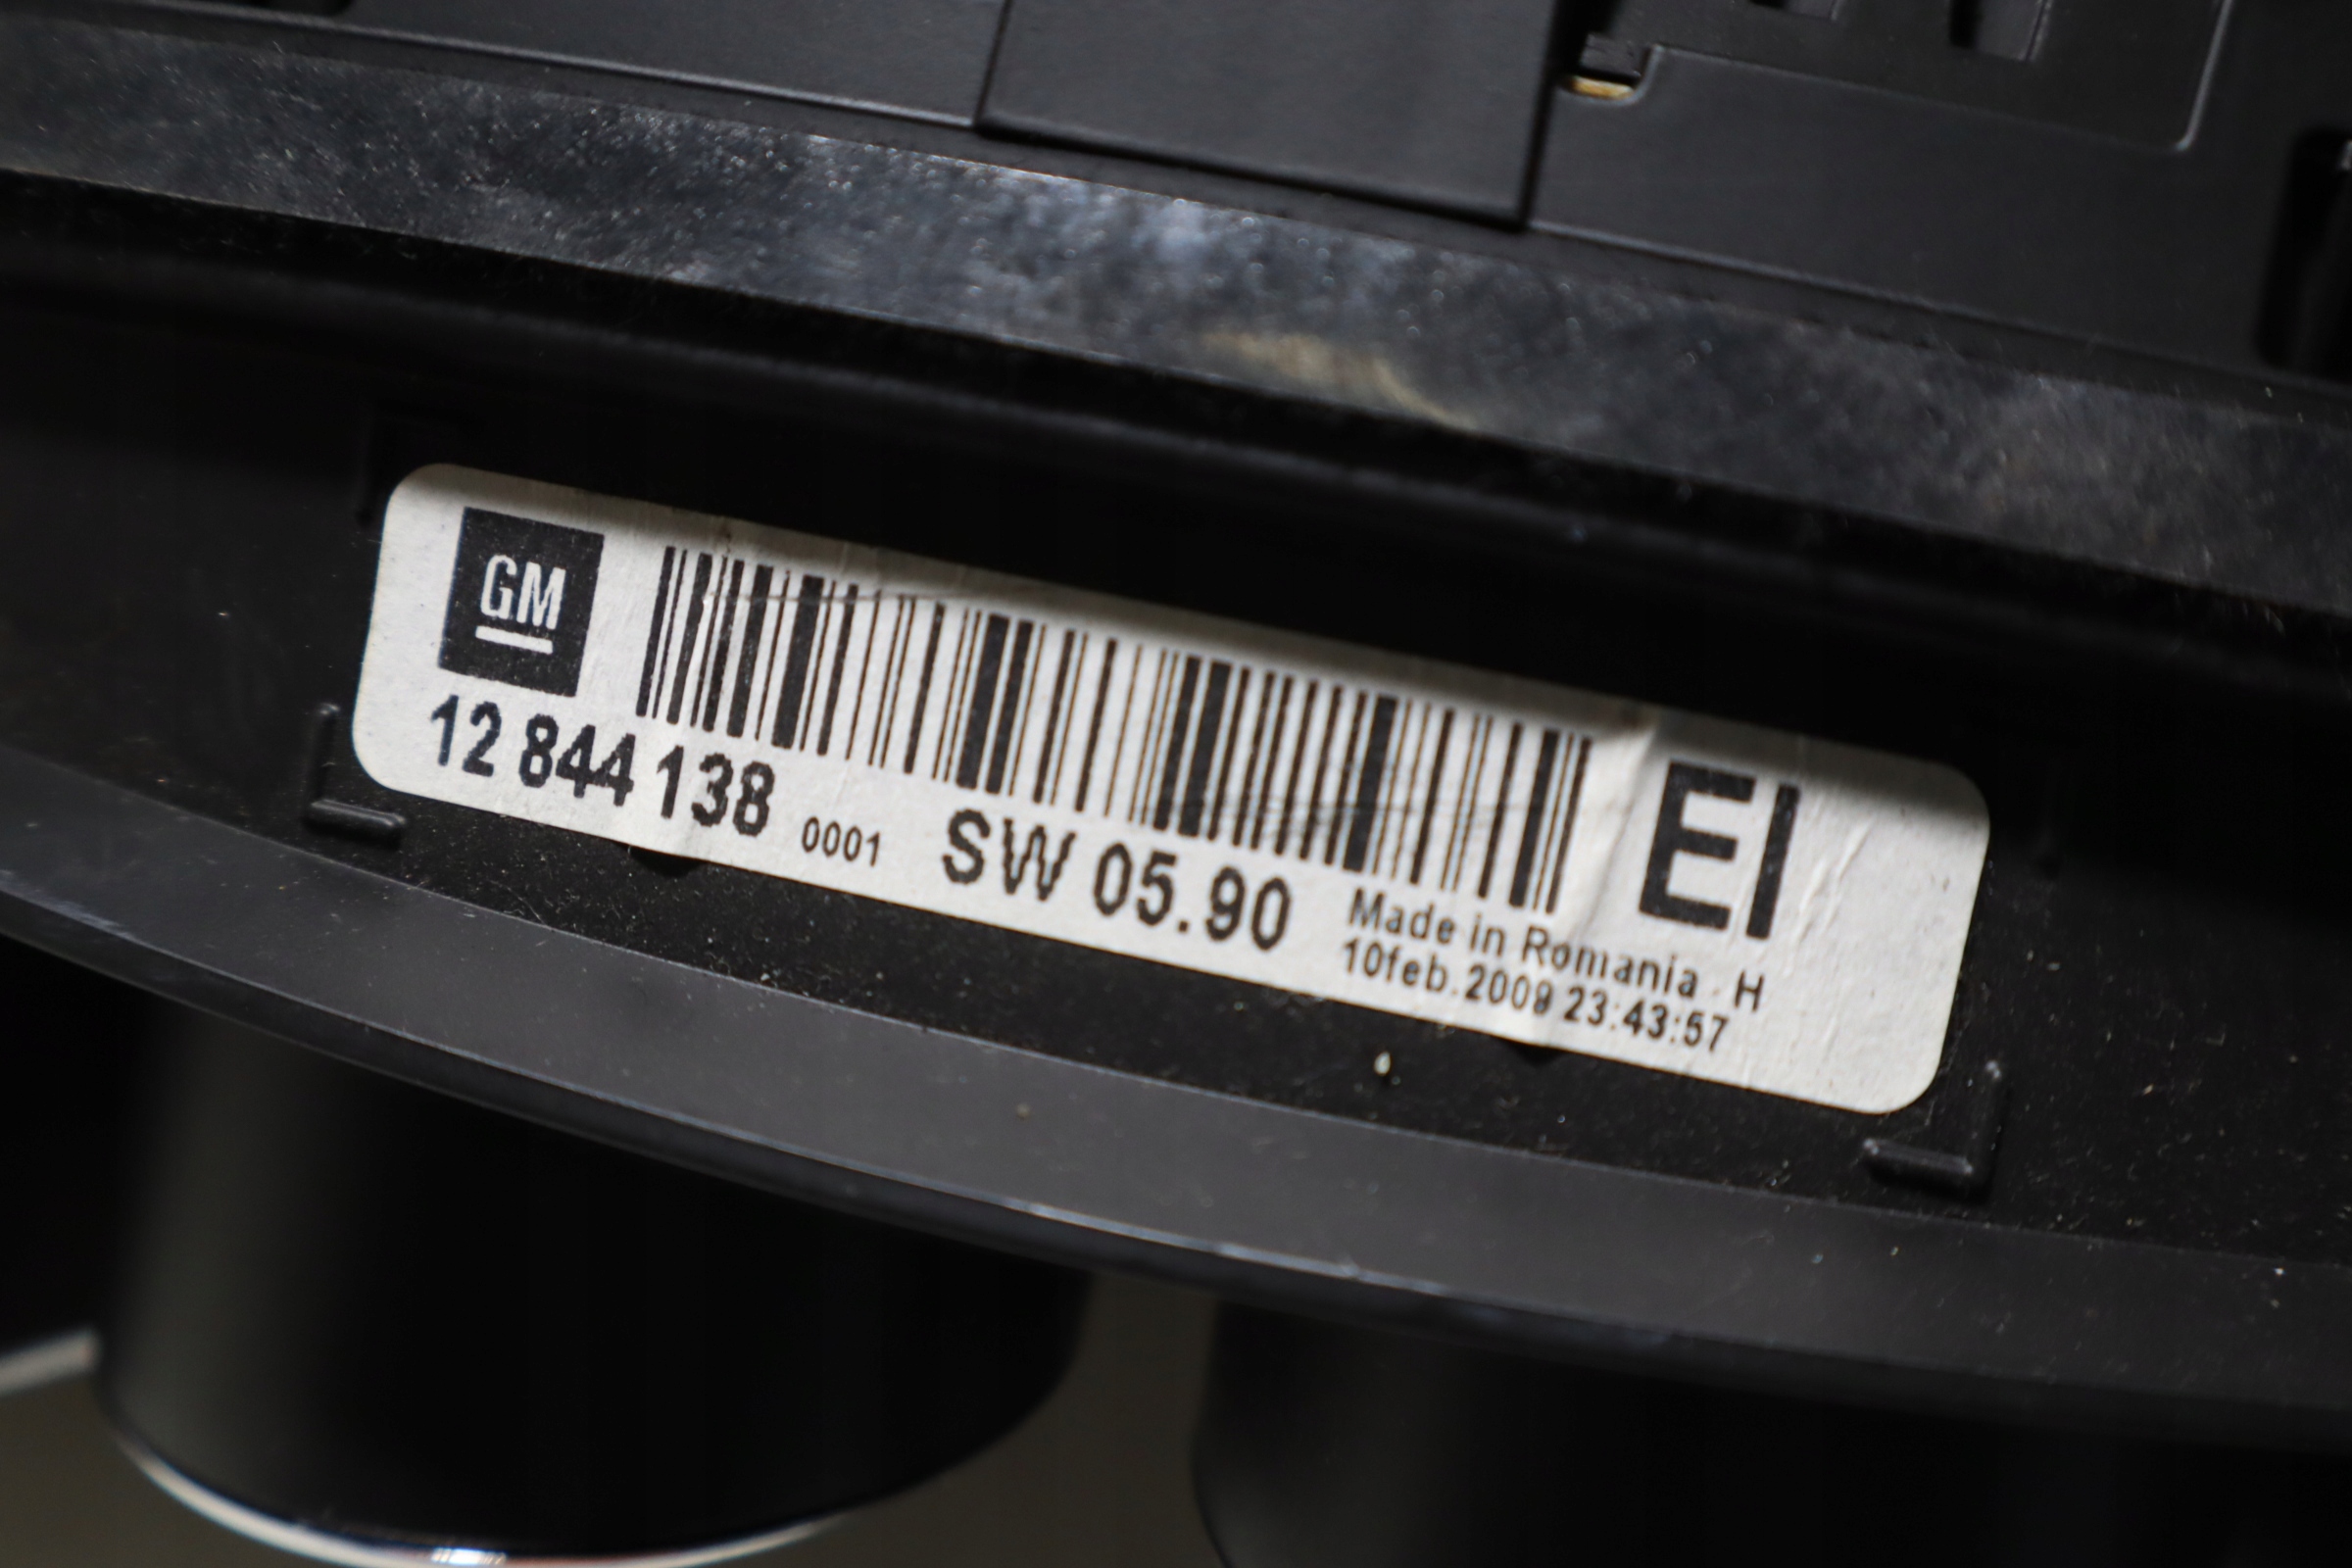 GM
EI
12 844 138 0001 SW 05.90
Made in Romania H
10feb.2009 23:43:57